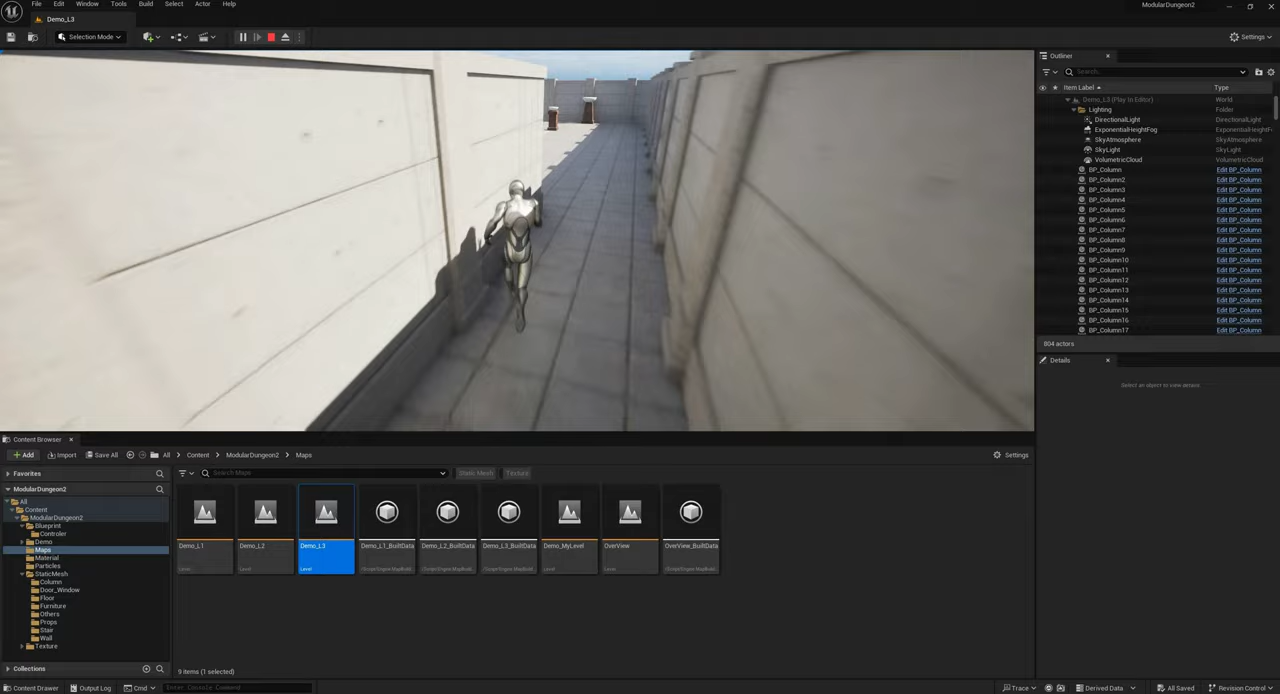 File Edit Window Tools Build Select Actor Help
ModularDungeon2
Demo_L3
Selection Mode
Settings
Outliner
Search...
Item Label
Type
Demo_L3 (Play In Editor)
World
Lighting
Folder
DirectionalLight
DirectionalLight
ExponentialHeightFog
ExponentialHeightF
SkyAtmosphere
SkyAtmosphere
SkyLight
SkyLight
VolumetricCloud
VolumetricCloud
BP_Column
Edit BP_Column
BP_Column2
Edit BP_Column
BP_Column3
Edit BP_Column
BP_Column4
Edit BP_Column
BP_Column5
Edit BP_Column
BP_Column6
Edit BP_Column
BP_Column7
Edit BP_Column
BP_Column8
Edit BP_Column
BP_Column9
Edit BP_Column
BP_Column10
Edit BP_Column
BP_Column11
Edit BP_Column
BP_Column12
Edit BP_Column
BP_Column13
Edit BP_Column
BP_Column14
Edit BP_Column
BP_Column15
Edit BP_Column
BP_Column16
Edit BP_Column
BP_Column17
Edit BP_Column
804 actors
Details
Select an object to view details.
Content Browser
Add
Import
Save All
All
Content
ModularDungeon2
Maps
Settings
Favorites
ModularDungeon2
All
Content
ModularDungeon2
Blueprint
Controler
Demo
Maps
Material
Particles
StaticMesh
Column
Door_Window
Floor
Furniture
Others
Props
Stair
Wall
Texture
Collections
Search Maps
Static Mesh
Texture
Demo_L1
Level
Demo_L2
Level
Demo_L3
Level
Demo_L1_BuiltData
Demo_L2_BuiltData
Demo_L3_BuiltData
Demo_MyLevel
Level
OverView
Level
OverView_BuiltData
9 items (1 selected)
Content Drawer
Output Log
Cmd
Enter Console Command
Trace
Derived Data
All Saved
Revision Control